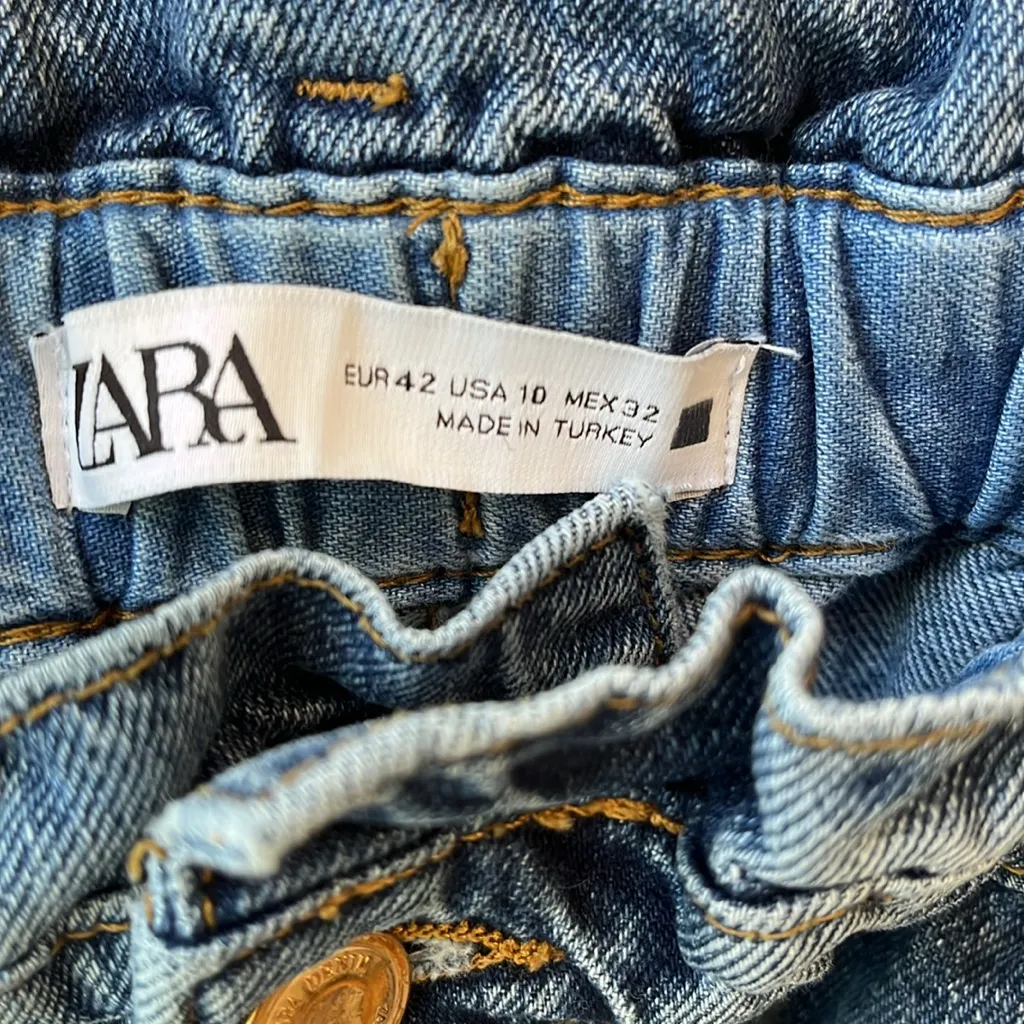 ZARA
EUR 42 USA 10 MEX 32
MADE IN TURKEY